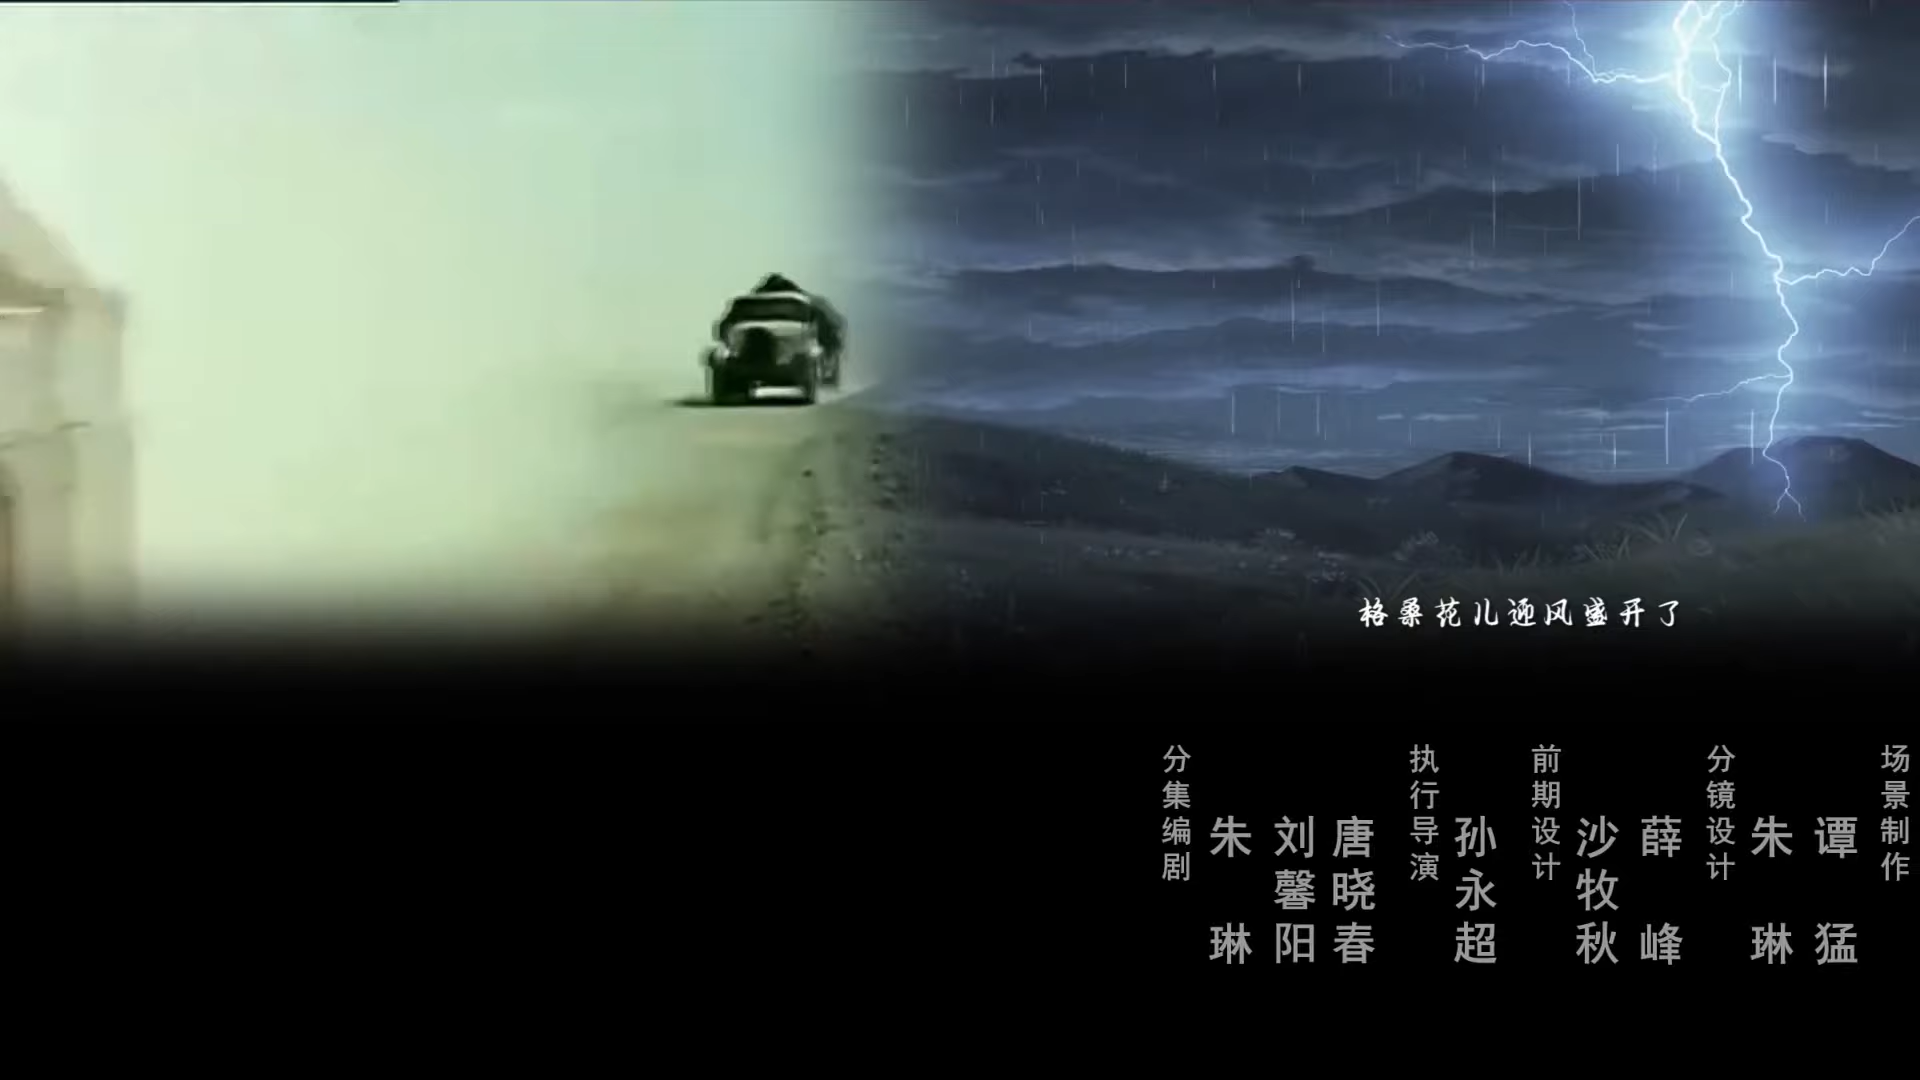 格桑花儿迎风盛开了
分集编剧
朱琳
刘馨阳
唐晓春
执行导演
孙永超
前期设计
沙牧秋
薛峰
分镜设计
朱琳
谭猛
场景制作